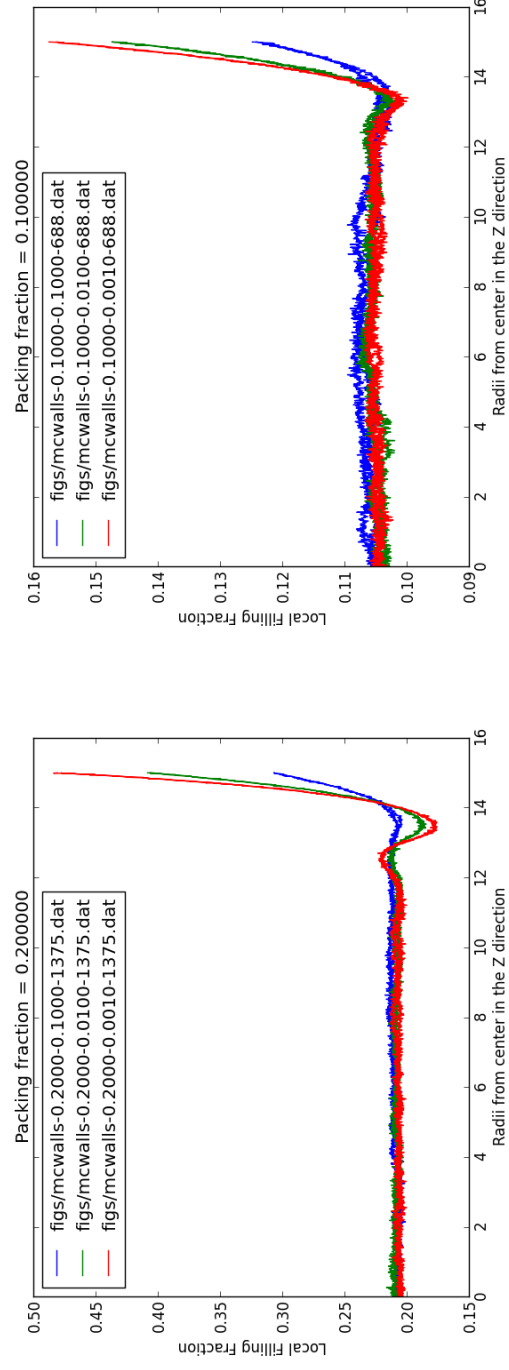 Packing fraction = 0.100000
figs/mcwalls-0.1000-0.1000-688.dat
figs/mcwalls-0.1000-0.0100-688.dat
figs/mcwalls-0.1000-0.0010-688.dat
Local Filling Fraction
0.16
0.15
0.14
0.13
0.12
0.11
0.10
0.09
0 2 4 6 8 10 12 14 16
Radii from center in the Z direction
Packing fraction = 0.200000
figs/mcwalls-0.2000-0.1000-1375.dat
figs/mcwalls-0.2000-0.0100-1375.dat
figs/mcwalls-0.2000-0.0010-1375.dat
Local Filling Fraction
0.50
0.45
0.40
0.35
0.30
0.25
0.20
0.15
0 2 4 6 8 10 12 14 16
Radii from center in the Z direction